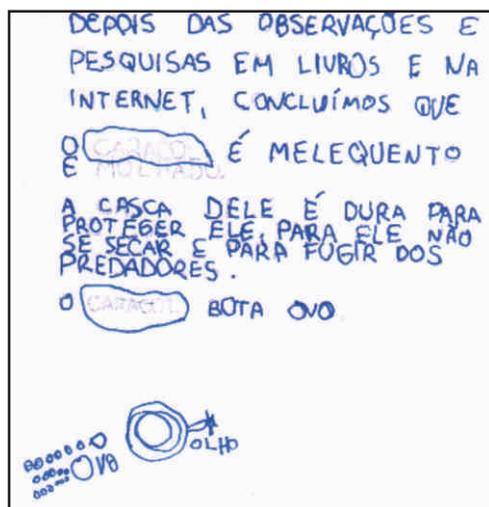 DEPOIS DAS OBSERVAÇÕES E
PESQUISAS EM LIVROS E NA
INTERNET, CONCLUÍMOS QUE
O CARACOL É MELEQUENTO
E MOLHADO.
A CASCA DELE É DURA PARA
PROTEGER ELE, PARA ELE NÃO
SE SECAR E PARA FUGIR DOS
PREDADORES.
O CARACOL BOTA OVO.
OLHO
OVO